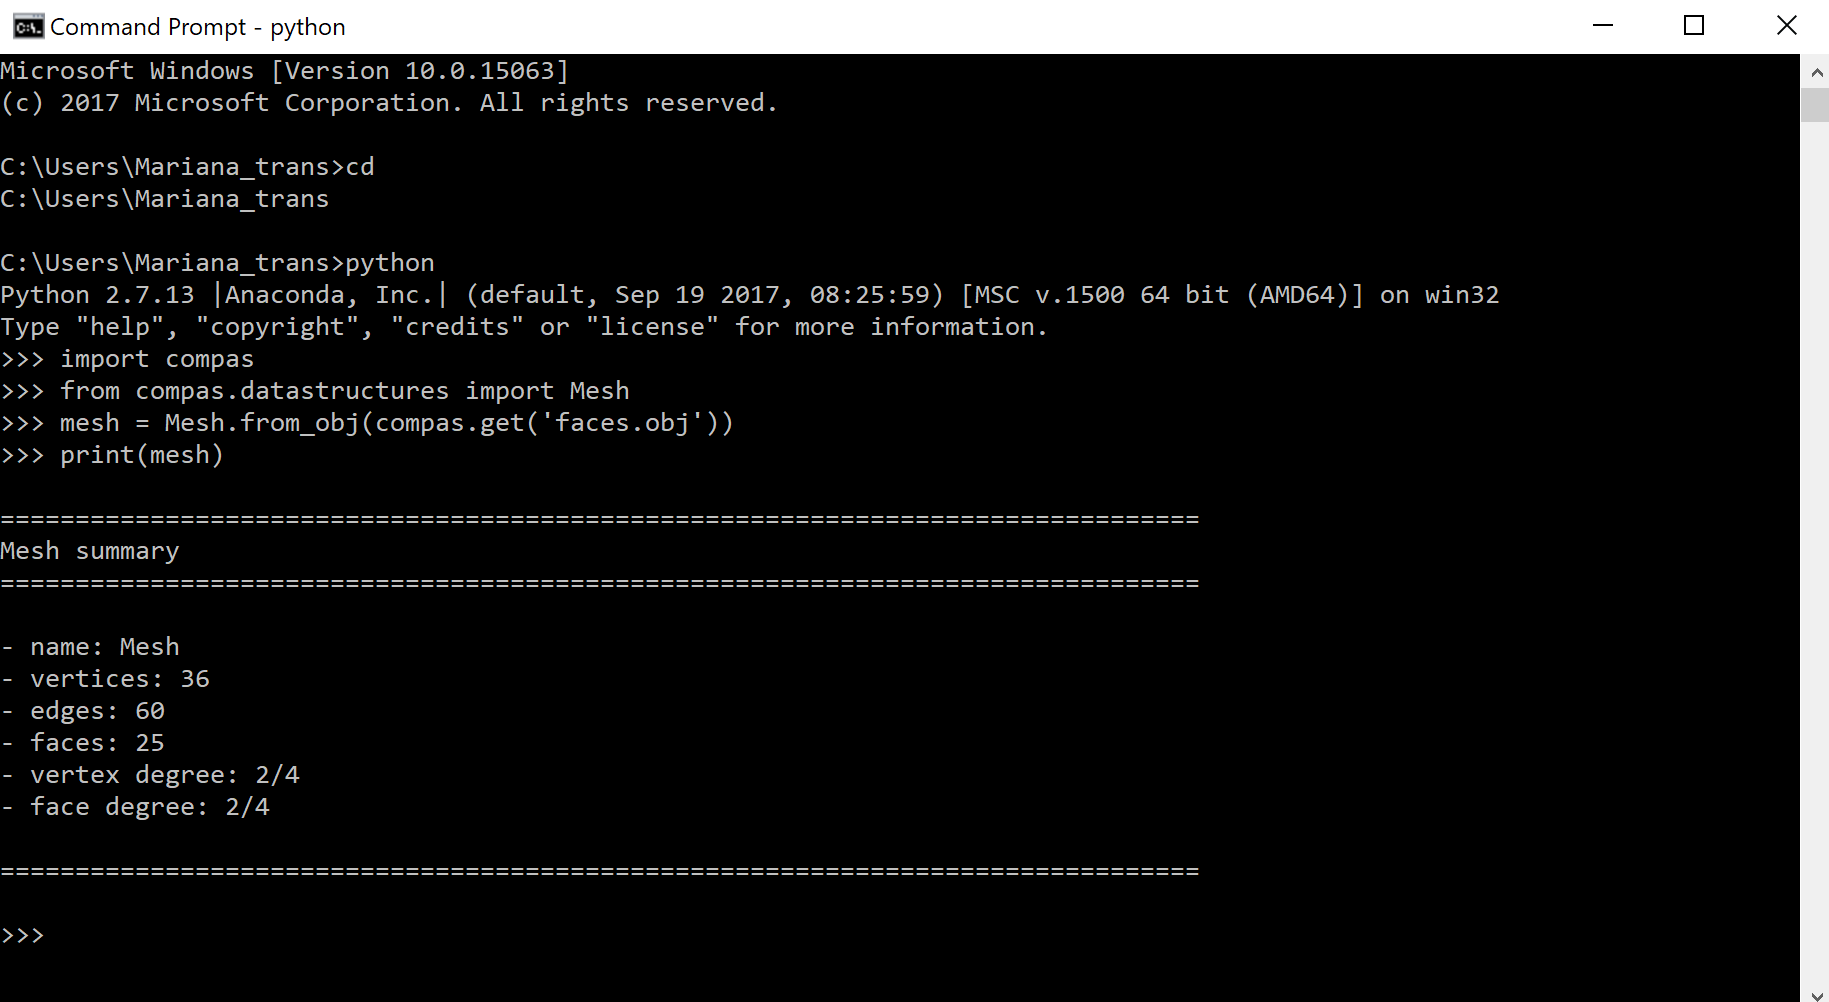 Command Prompt - python
Microsoft Windows [Version 10.0.15063]
(c) 2017 Microsoft Corporation. All rights reserved.
C:\Users\Mariana_trans>cd
C:\Users\Mariana_trans
C:\Users\Mariana_trans>python
Python 2.7.13 |Anaconda, Inc.| (default, Sep 19 2017, 08:25:59) [MSC v.1500 64 bit (AMD64)] on win32
Type "help", "copyright", "credits" or "license" for more information.
>>> import compas
>>> from compas.datastructures import Mesh
>>> mesh = Mesh.from_obj(compas.get('faces.obj'))
>>> print(mesh)
================================================================================
Mesh summary
================================================================================
- name: Mesh
- vertices: 36
- edges: 60
- faces: 25
- vertex degree: 2/4
- face degree: 2/4
================================================================================
>>>